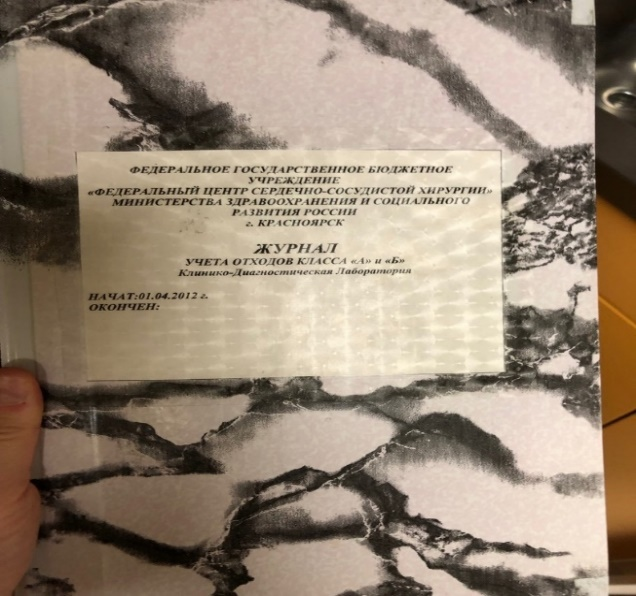 ФЕДЕРАЛЬНОЕ ГОСУДАРСТВЕННОЕ БЮДЖЕТНОЕ
УЧРЕЖДЕНИЕ
«ФЕДЕРАЛЬНЫЙ ЦЕНТР СЕРДЕЧНО-СОСУДИСТОЙ ХИРУРГИИ»
МИНИСТЕРСТВА ЗДРАВООХРАНЕНИЯ И СОЦИАЛЬНОГО
РАЗВИТИЯ РОССИИ
г. КРАСНОЯРСК
ЖУРНАЛ
УЧЕТА ОТХОДОВ КЛАССА «А» и «Б»
Клинико-Диагностическая Лаборатория
НАЧАТ:01.04.2012 г.
ОКОНЧЕН: